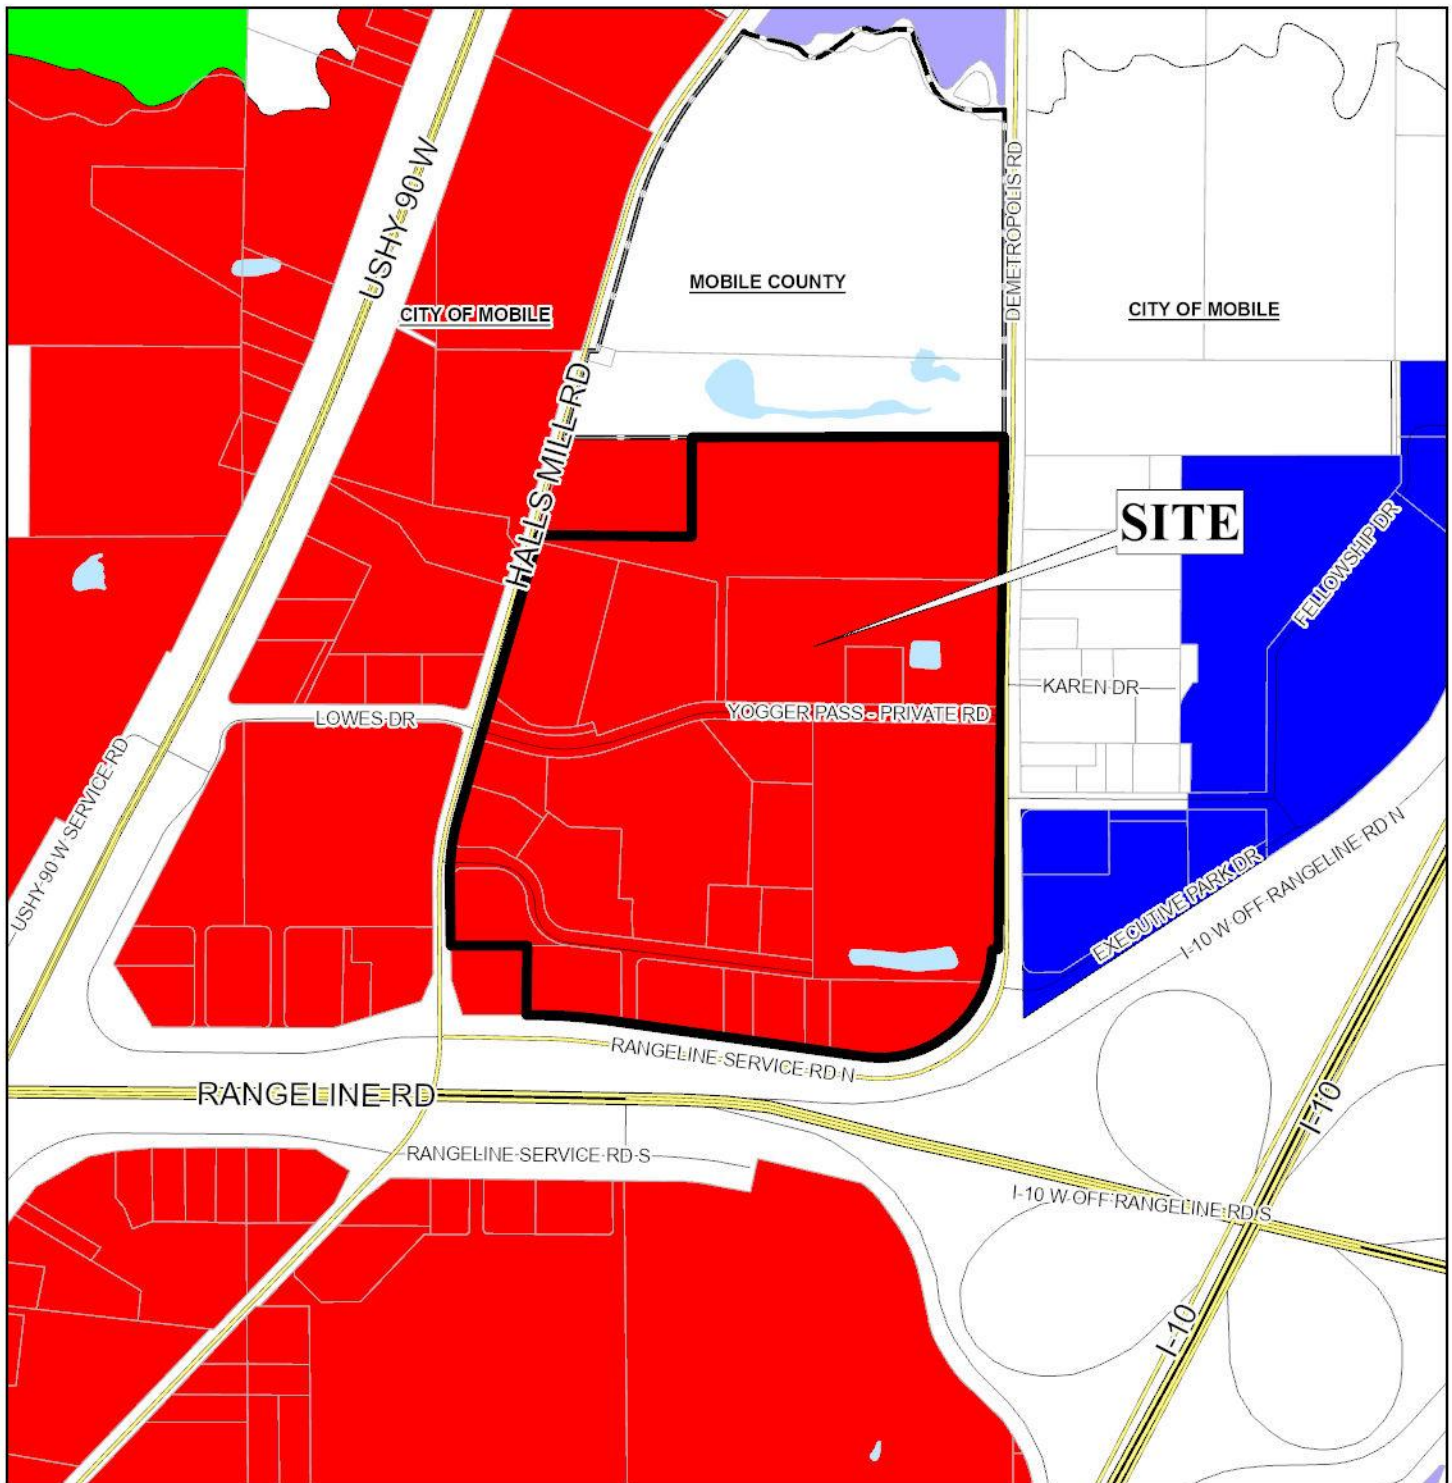 USHY 90 W
DEMETROPOLIS RD
MOBILE COUNTY
CITY OF MOBILE
CITY OF MOBILE
HALLS MILL RD
SITE
FELLOWSHIP DR
KAREN DR
LOWES DR
YOGGER PASS - PRIVATE RD
USHY 90 W SERVICE RD
EXECUTIVE PARK DR
I-10 W OFF RANGELINE RD N
RANGELINE SERVICE RD N
RANGELINE RD
I-10
RANGELINE SERVICE RD S
I-10 W OFF RANGELINE RD S
I-10